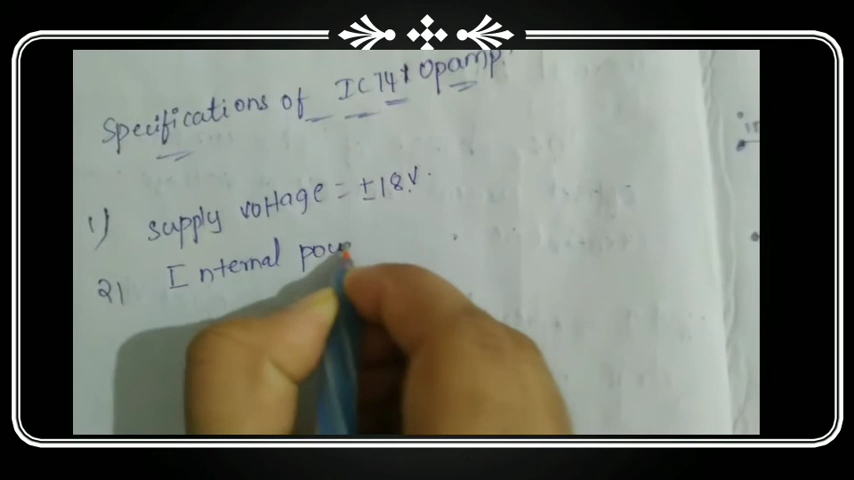 Specifications of IC741 Opamp.
1) supply voltage = ±18V.
2) Internal pow